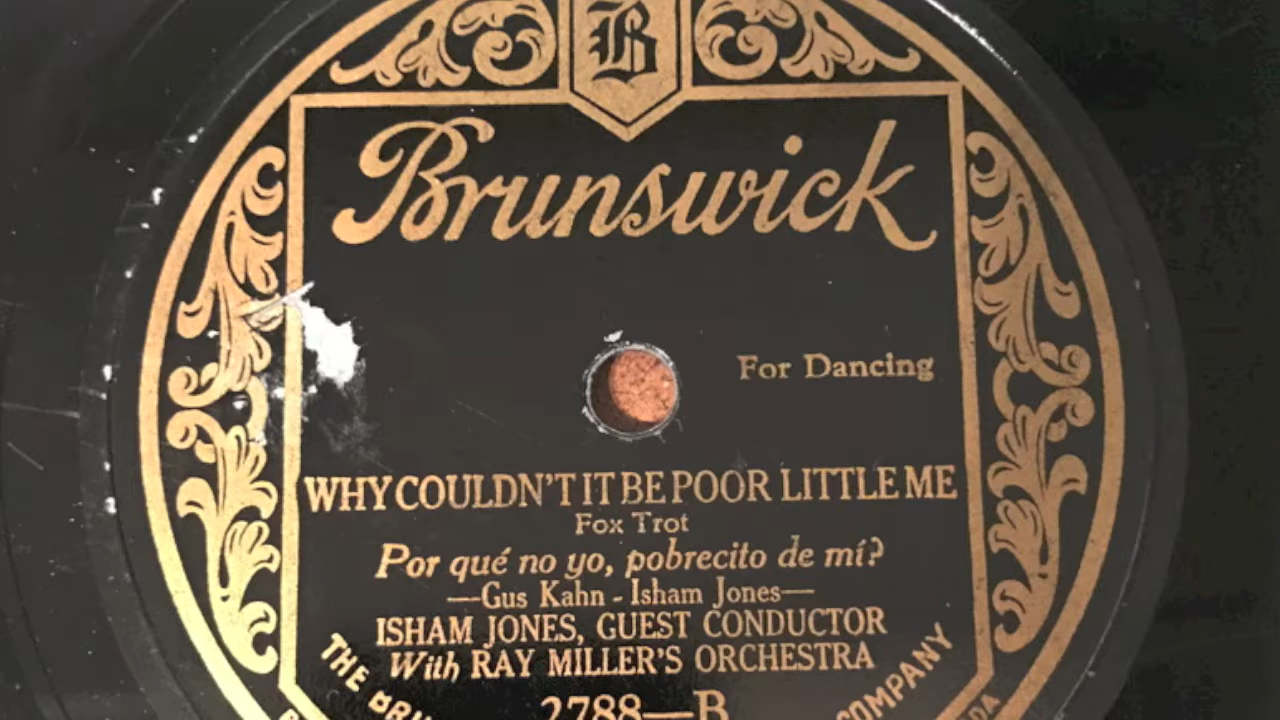 B
Brunswick
For Dancing
WHY COULDN'T IT BE POOR LITTLE ME
Fox Trot
Por qué no yo, pobrecito de mí?
—Gus Kahn - Isham Jones—
ISHAM JONES, GUEST CONDUCTOR
With RAY MILLER'S ORCHESTRA
2788—B
THE COMPANY